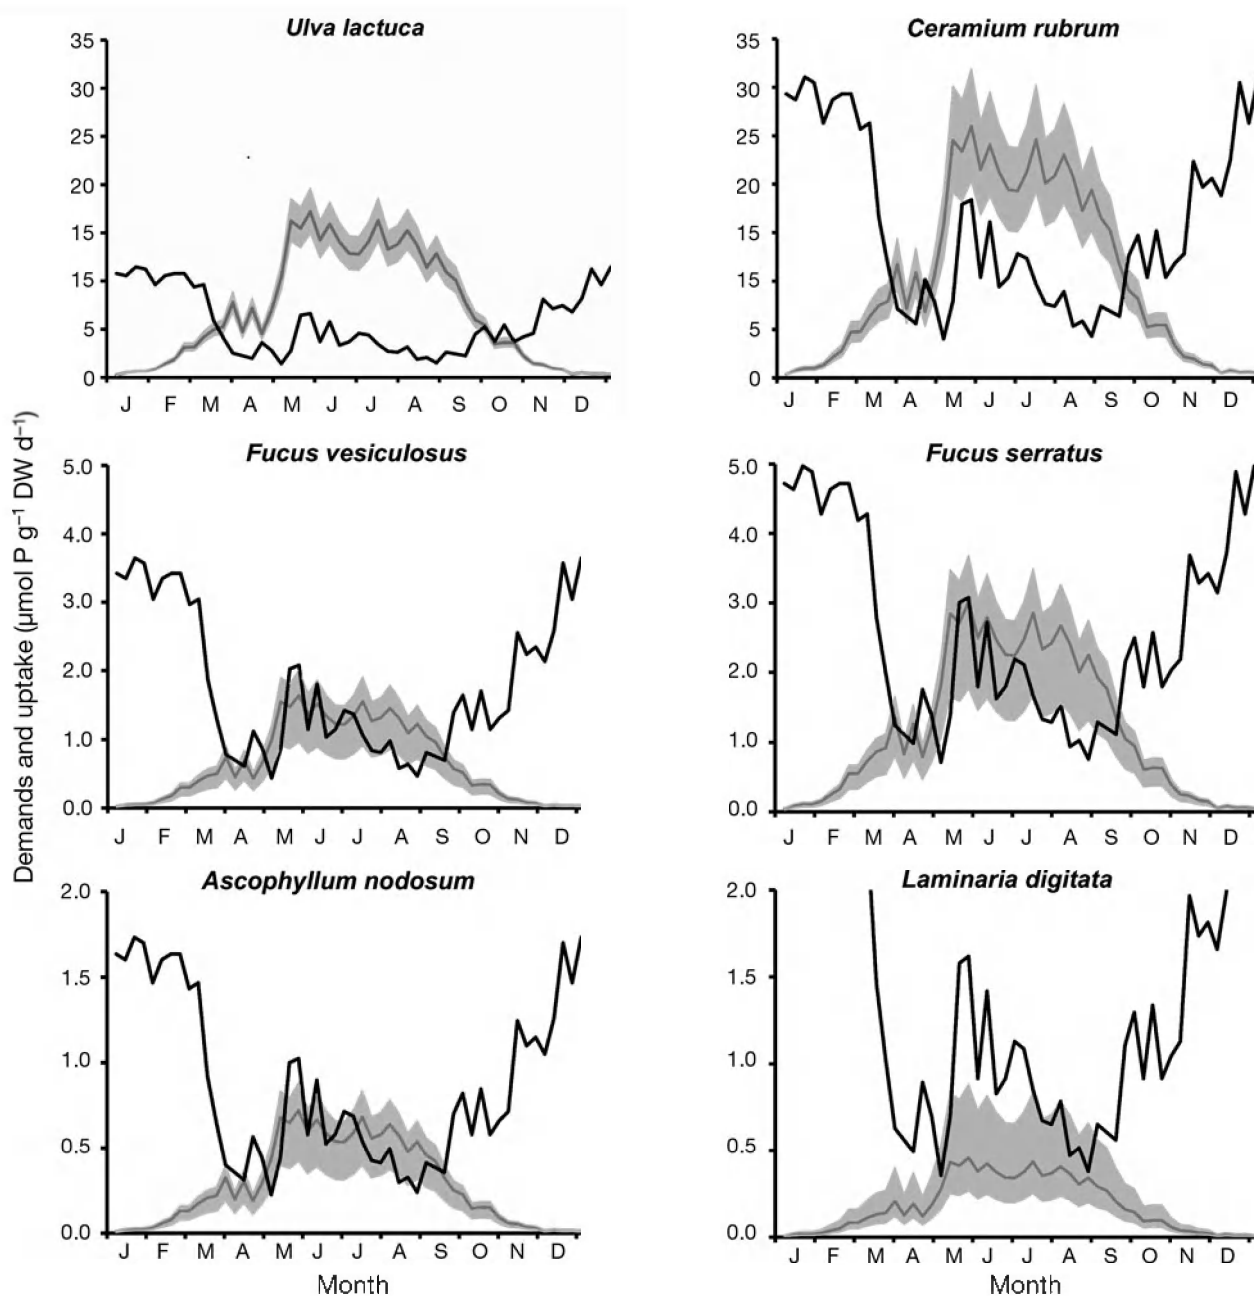 Demands and uptake (µmol P g⁻¹ DW d⁻¹)
Ulva lactuca
35
30
25
20
15
15
5
0
J F M A M J J A S O N D
Ceramium rubrum
35
30
25
20
15
15
5
0
J F M A M J J A S O N D
Fucus vesiculosus
5.0
4.0
3.0
2.0
1.0
0.0
J F M A M J J A S O N D
Fucus serratus
5.0
4.0
3.0
2.0
1.0
0.0
J F M A M J J A S O N D
Ascophyllum nodosum
2.0
1.5
1.0
0.5
0.0
J F M A M J J A S O N D
Month
Laminaria digitata
2.0
1.5
1.0
0.5
0.0
J F M A M J J A S O N D
Month